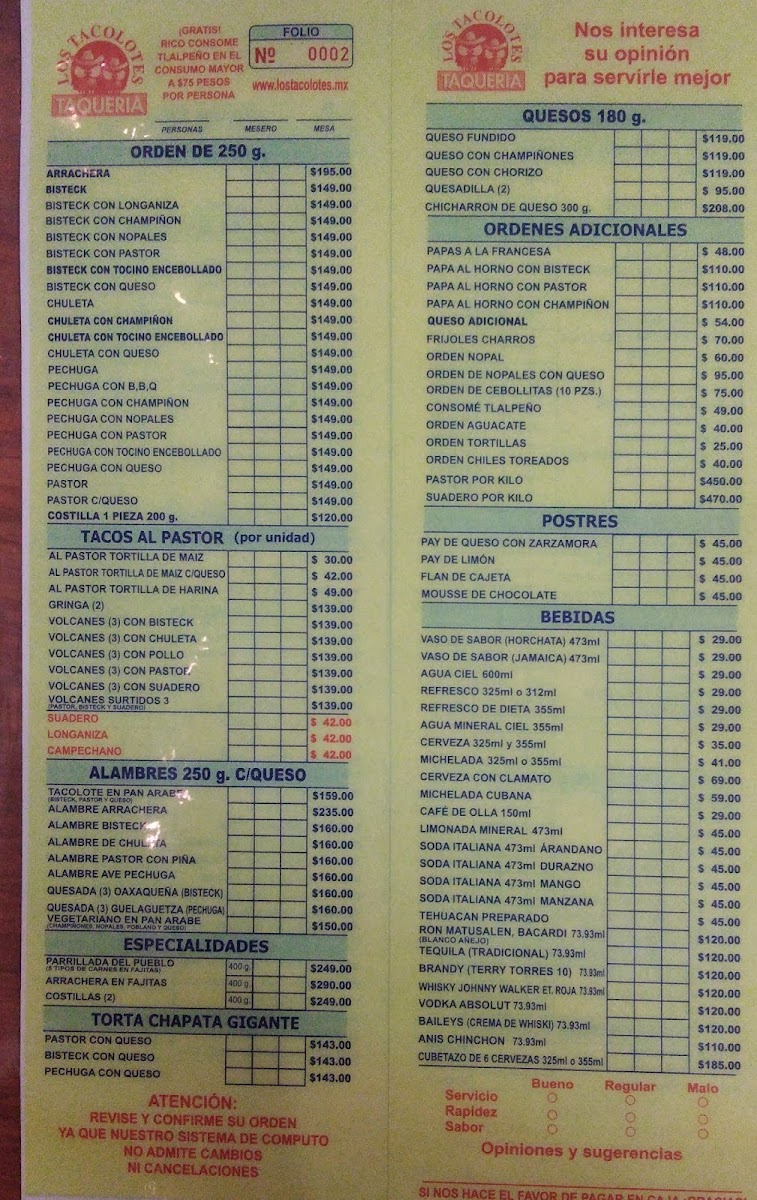 LOS TACOLOTES
TAQUERIA
¡GRATIS!
RICO CONSOME
TLALPEÑO EN EL
CONSUMO MAYOR
A $75 PESOS
POR PERSONA
FOLIO
Nº 0002
www.lostacolotes.mx
PERSONAS MESERO MESA
ORDEN DE 250 g.
ARRACHERA $195.00
BISTECK $149.00
BISTECK CON LONGANIZA $149.00
BISTECK CON CHAMPIÑON $149.00
BISTECK CON NOPALES $149.00
BISTECK CON PASTOR $149.00
BISTECK CON TOCINO ENCEBOLLADO $149.00
BISTECK CON QUESO $149.00
CHULETA $149.00
CHULETA CON CHAMPIÑON $149.00
CHULETA CON TOCINO ENCEBOLLADO $149.00
CHULETA CON QUESO $149.00
PECHUGA $149.00
PECHUGA CON B,B,Q $149.00
PECHUGA CON CHAMPIÑON $149.00
PECHUGA CON NOPALES $149.00
PECHUGA CON PASTOR $149.00
PECHUGA CON TOCINO ENCEBOLLADO $149.00
PECHUGA CON QUESO $149.00
PASTOR $149.00
PASTOR C/QUESO $149.00
COSTILLA 1 PIEZA 200 g. $120.00
TACOS AL PASTOR (por unidad)
AL PASTOR TORTILLA DE MAIZ $ 30.00
AL PASTOR TORTILLA DE MAIZ C/QUESO $ 42.00
AL PASTOR TORTILLA DE HARINA $ 49.00
GRINGA (2) $139.00
VOLCANES (3) CON BISTECK $139.00
VOLCANES (3) CON CHULETA $139.00
VOLCANES (3) CON POLLO $139.00
VOLCANES (3) CON PASTOR $139.00
VOLCANES (3) CON SUADERO $139.00
VOLCANES SURTIDOS 3 $139.00
(PASTOR, BISTECK Y SUADERO)
SUADERO $ 42.00
LONGANIZA $ 42.00
CAMPECHANO $ 42.00
ALAMBRES 250 g. C/QUESO
TACOLOTE EN PAN ARABE $159.00
(BISTECK, PASTOR Y QUESO)
ALAMBRE ARRACHERA $235.00
ALAMBRE BISTECK $160.00
ALAMBRE DE CHULETA $160.00
ALAMBRE PASTOR CON PIÑA $160.00
ALAMBRE AVE PECHUGA $160.00
QUESADA (3) OAXAQUEÑA (BISTECK) $160.00
QUESADA (3) GUELAGUETZA (PECHUGA) $160.00
VEGETARIANO EN PAN ARABE $150.00
(CHAMPIÑONES, NOPALES, POBLANO Y QUESO)
ESPECIALIDADES
PARRILLADA DEL PUEBLO 400 g. $249.00
(5 TIPOS DE CARNES EN FAJITAS)
ARRACHERA EN FAJITAS 400 g. $290.00
COSTILLAS (2) 400 g. $249.00
TORTA CHAPATA GIGANTE
PASTOR CON QUESO $143.00
BISTECK CON QUESO $143.00
PECHUGA CON QUESO $143.00
ATENCIÓN:
REVISE Y CONFIRME SU ORDEN
YA QUE NUESTRO SISTEMA DE COMPUTO
NO ADMITE CAMBIOS
NI CANCELACIONES
LOS TACOLOTES
TAQUERIA
Nos interesa
su opinión
para servirle mejor
QUESOS 180 g.
QUESO FUNDIDO $119.00
QUESO CON CHAMPIÑONES $119.00
QUESO CON CHORIZO $119.00
QUESADILLA (2) $ 95.00
CHICHARRON DE QUESO 300 g. $208.00
ORDENES ADICIONALES
PAPAS A LA FRANCESA $ 48.00
PAPA AL HORNO CON BISTECK $110.00
PAPA AL HORNO CON PASTOR $110.00
PAPA AL HORNO CON CHAMPIÑON $110.00
QUESO ADICIONAL $ 54.00
FRIJOLES CHARROS $ 70.00
ORDEN NOPAL $ 60.00
ORDEN DE NOPALES CON QUESO $ 95.00
ORDEN DE CEBOLLITAS (10 PZS.) $ 75.00
CONSOMÉ TLALPEÑO $ 49.00
ORDEN AGUACATE $ 40.00
ORDEN TORTILLAS $ 25.00
ORDEN CHILES TOREADOS $ 40.00
PASTOR POR KILO $450.00
SUADERO POR KILO $470.00
POSTRES
PAY DE QUESO CON ZARZAMORA $ 45.00
PAY DE LIMÓN $ 45.00
FLAN DE CAJETA $ 45.00
MOUSSE DE CHOCOLATE $ 45.00
BEBIDAS
VASO DE SABOR (HORCHATA) 473ml $ 29.00
VASO DE SABOR (JAMAICA) 473ml $ 29.00
AGUA CIEL 600ml $ 29.00
REFRESCO 325ml o 312ml $ 29.00
REFRESCO DE DIETA 355ml $ 29.00
AGUA MINERAL CIEL 355ml $ 29.00
CERVEZA 325ml y 355ml $ 35.00
MICHELADA 325ml o 355ml $ 41.00
CERVEZA CON CLAMATO $ 69.00
MICHELADA CUBANA $ 59.00
CAFÉ DE OLLA 150ml $ 29.00
LIMONADA MINERAL 473ml $ 45.00
SODA ITALIANA 473ml ÁRANDANO $ 45.00
SODA ITALIANA 473ml DURAZNO $ 45.00
SODA ITALIANA 473ml MANGO $ 45.00
SODA ITALIANA 473ml MANZANA $ 45.00
TEHUACAN PREPARADO $ 45.00
RON MATUSALEN, BACARDI 73.93ml $120.00
(BLANCO AÑEJO)
TEQUILA (TRADICIONAL) 73.93ml $120.00
BRANDY (TERRY TORRES 10) 73.93ml $120.00
WHISKY JOHNNY WALKER ET. ROJA 73.93ml $120.00
VODKA ABSOLUT 73.93ml $120.00
BAILEYS (CREMA DE WHISKI) 73.93ml $120.00
ANIS CHINCHON 73.93ml $110.00
CUBETAZO DE 6 CERVEZAS 325ml o 355ml $185.00
Bueno Regular Malo
Servicio
Rapidez
Sabor
Opiniones y sugerencias
SI NOS HACE EL FAVOR DE PAGAR EN CAJA